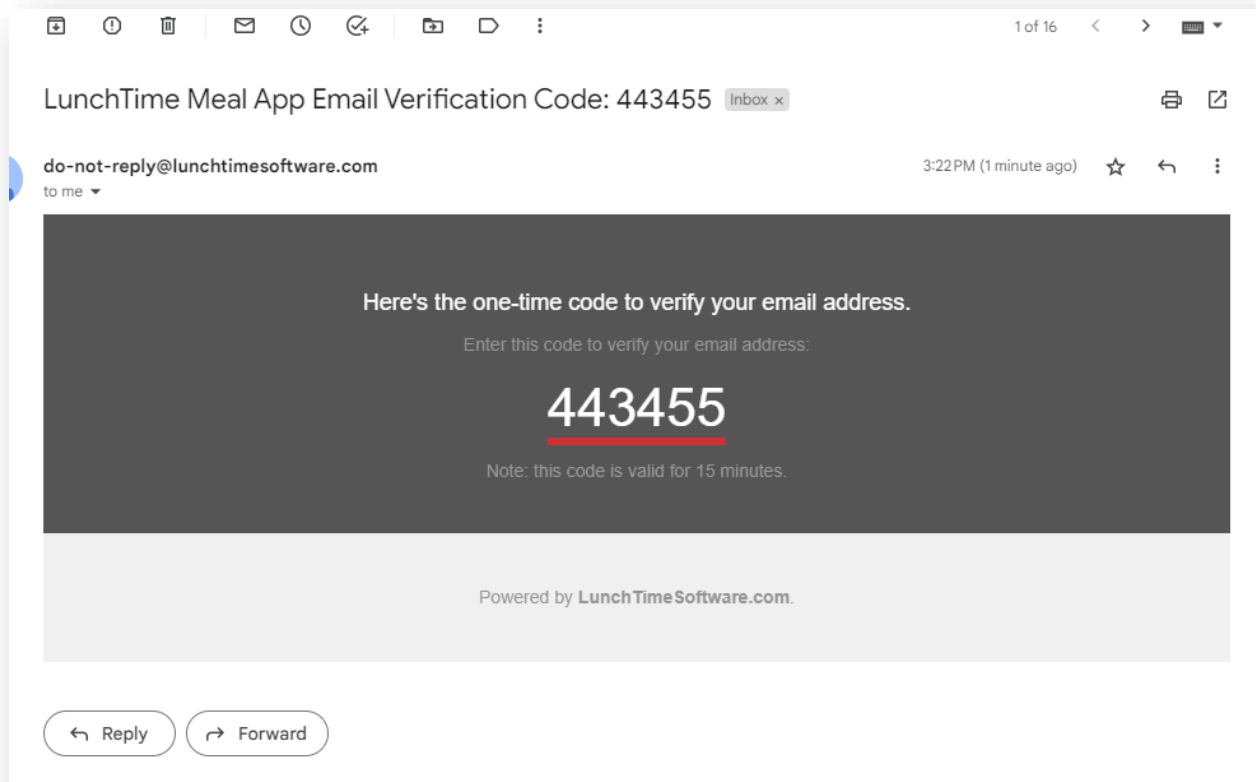 1 of 16
LunchTime Meal App Email Verification Code: 443455 Inbox ×
do-not-reply@lunchtimesoftware.com 3:22 PM (1 minute ago)
to me
Here's the one-time code to verify your email address.
Enter this code to verify your email address:
443455
Note: this code is valid for 15 minutes.
Powered by LunchTimeSoftware.com.
Reply Forward